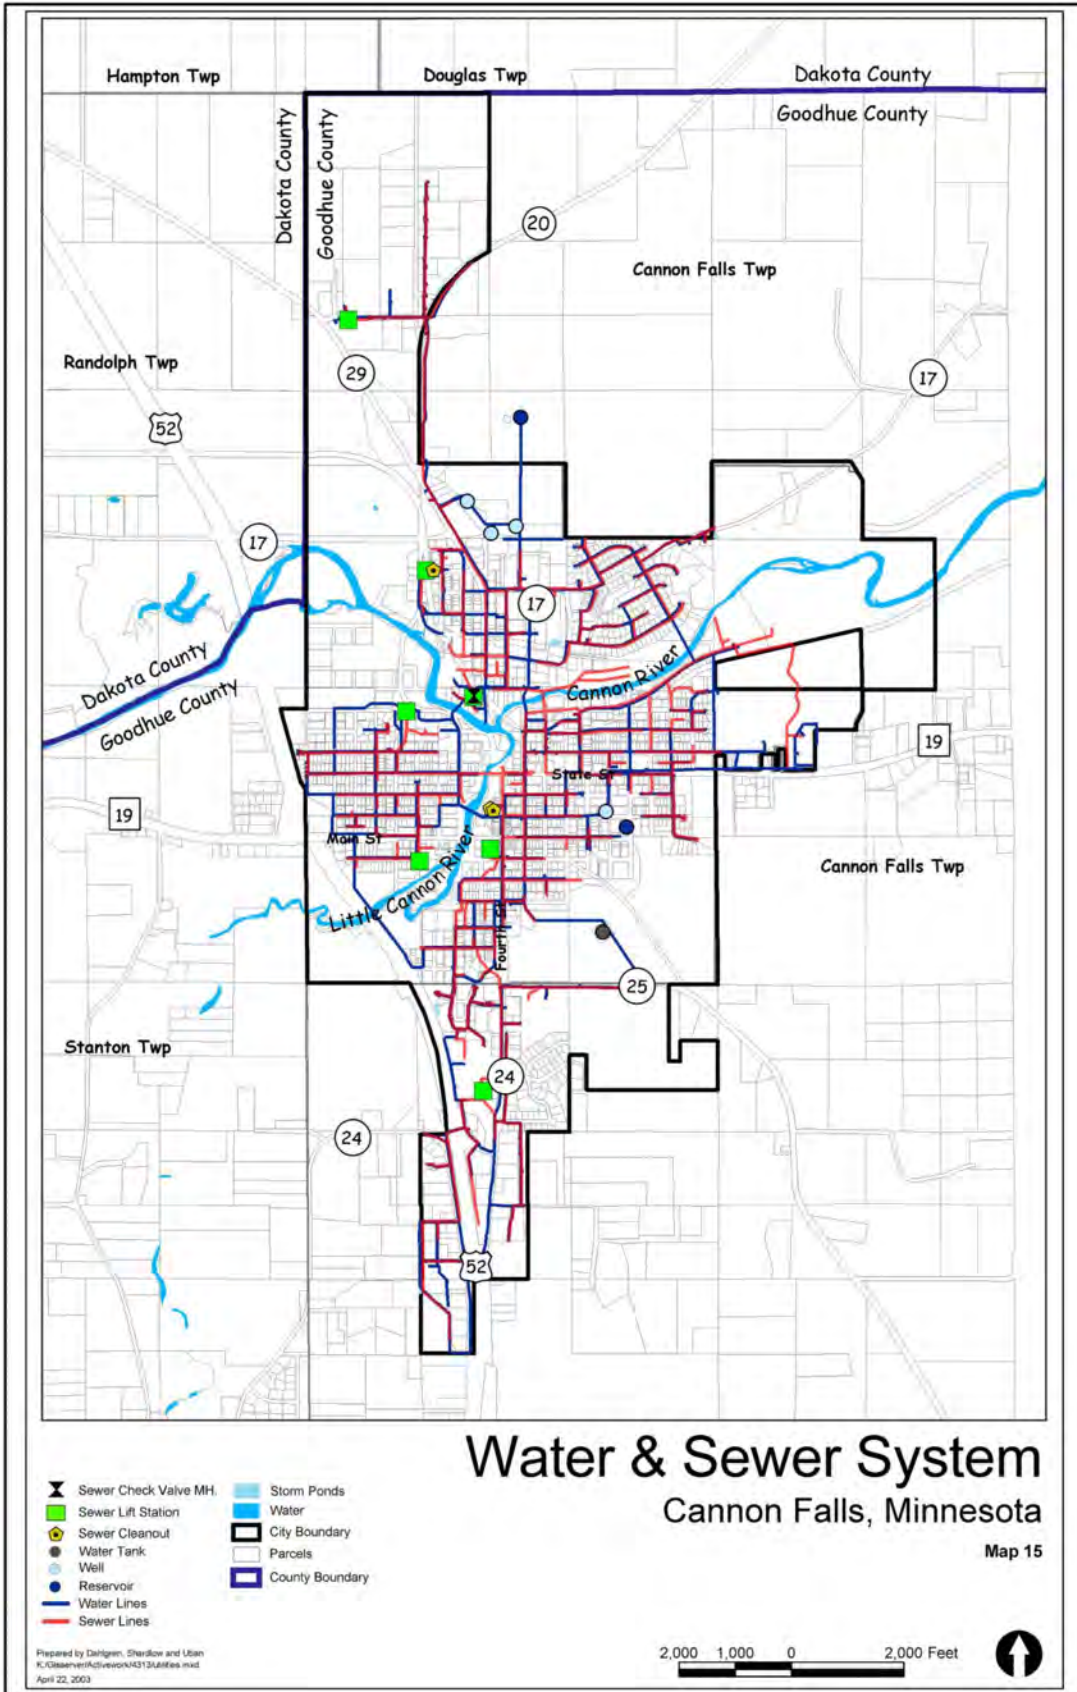 Hampton Twp
Douglas Twp
Dakota County
Goodhue County
Dakota County
Goodhue County
20
Cannon Falls Twp
Randolph Twp
29
17
52
17
17
Cannon River
Dakota County
Goodhue County
19
State St
19
Main St
Cannon Falls Twp
Little Cannon River
Fourth St
25
Stanton Twp
24
24
52
Water & Sewer System
Cannon Falls, Minnesota
Map 15
Sewer Check Valve MH.
Sewer Lift Station
Sewer Cleanout
Water Tank
Well
Reservoir
Water Lines
Sewer Lines
Storm Ponds
Water
City Boundary
Parcels
County Boundary
Prepared by Dahlgren, Shardlow and Uban
April 22, 2003
2,000 1,000 0 2,000 Feet